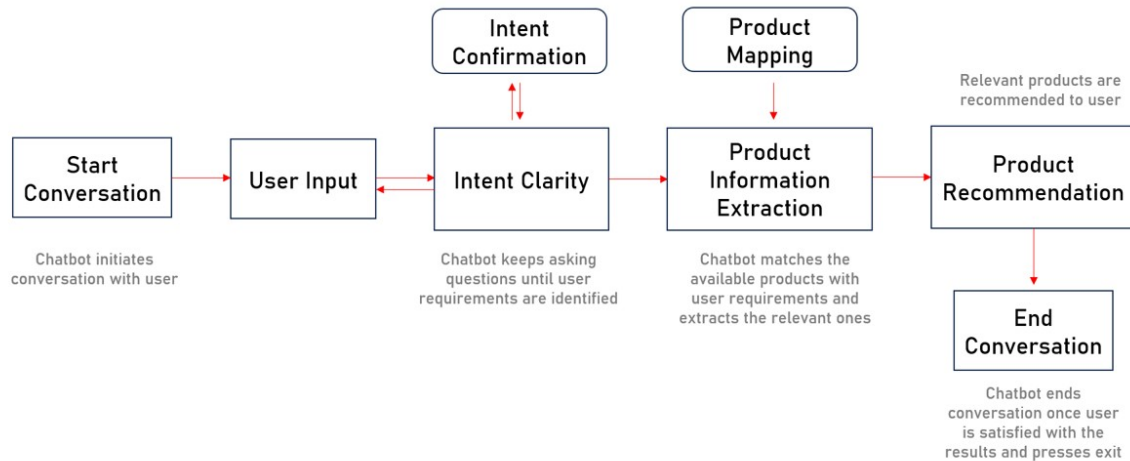 Intent
Confirmation
Product
Mapping
Relevant products are
recommended to user
Start
Conversation
User Input
Intent Clarity
Product
Information
Extraction
Product
Recommendation
Chatbot initiates
conversation with user
Chatbot keeps asking
questions until user
requirements are identified
Chatbot matches the
available products with
user requirements and
extracts the relevant ones
End
Conversation
Chatbot ends
conversation once user
is satisfied with the
results and presses exit